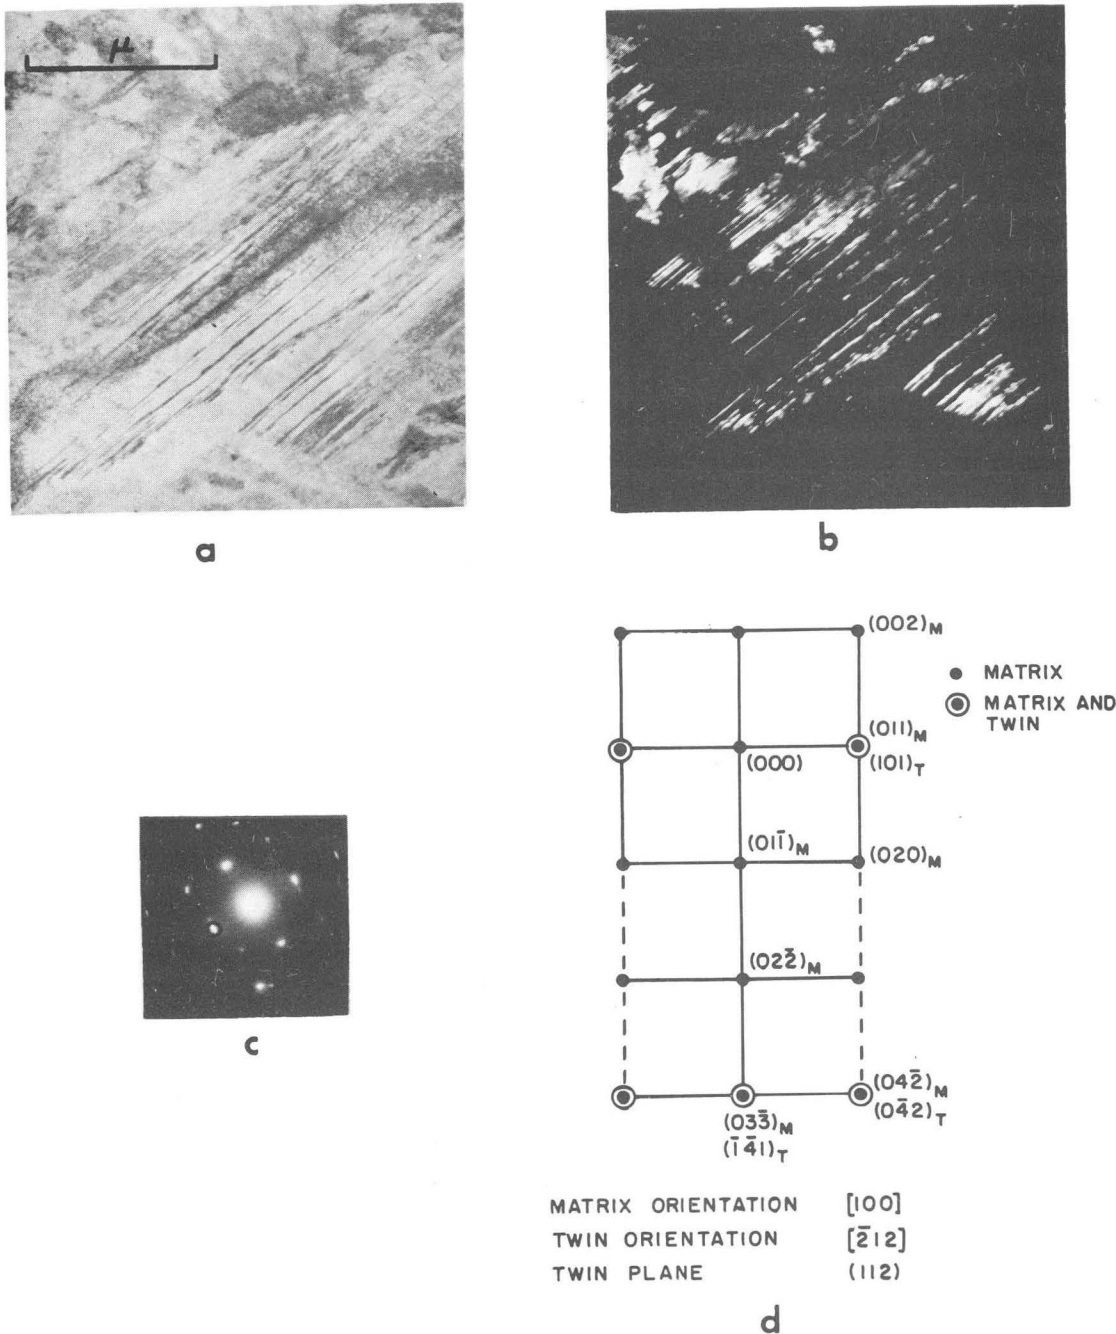 μ
a
b
c
(002)M
● MATRIX
◉ MATRIX AND
TWIN
(011)M
(000)
(101)T
(011̄)M
(020)M
(022̄)M
(042̄)M
(04̄2)T
(033̄)M
(1̄4̄1)T
MATRIX ORIENTATION [100]
TWIN ORIENTATION [2̄12]
TWIN PLANE (112)
d